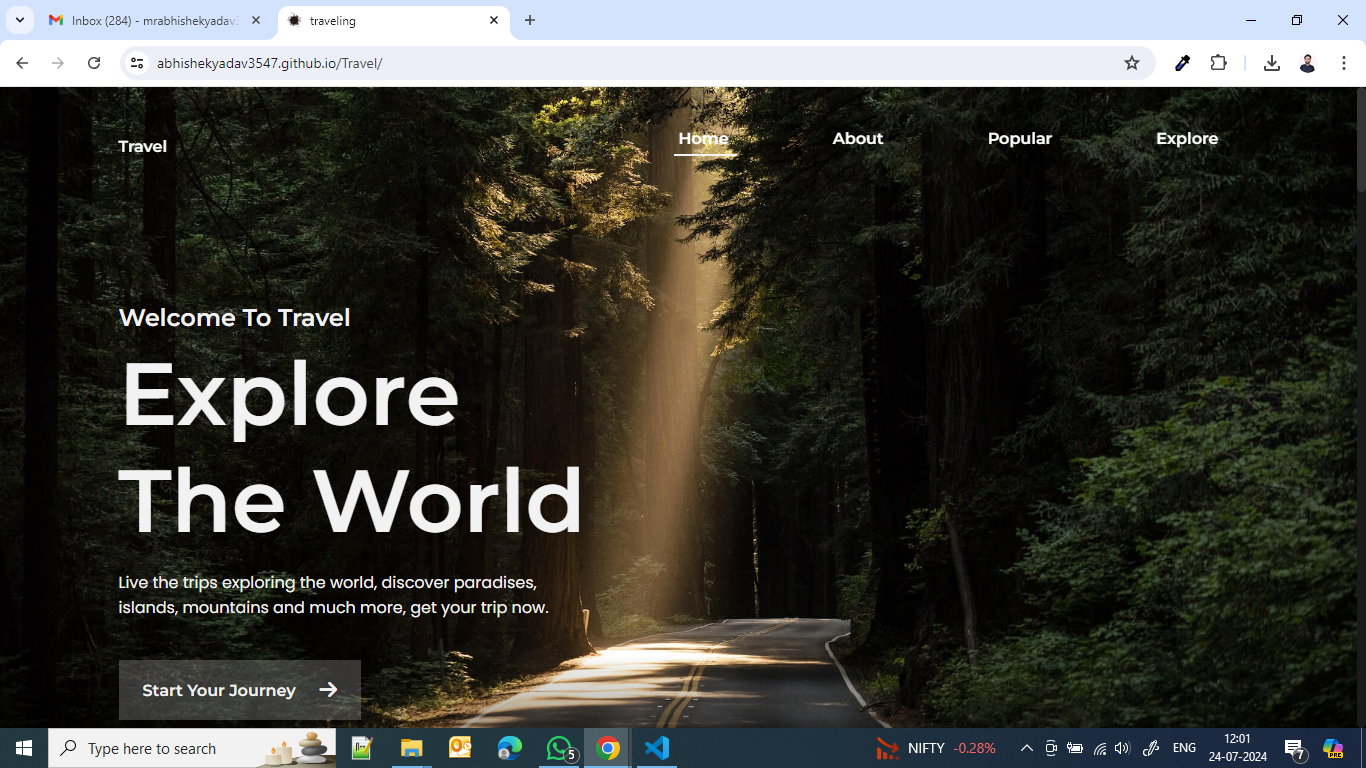 Inbox (284) - mrabhishekyadav
traveling
abhishekyadav3547.github.io/Travel/
Travel
Home
About
Popular
Explore
Welcome To Travel
Explore
The World
Live the trips exploring the world, discover paradises,
islands, mountains and much more, get your trip now.
Start Your Journey
Type here to search
5
NIFTY -0.28%
ENG
12:01
24-07-2024
7
PRE